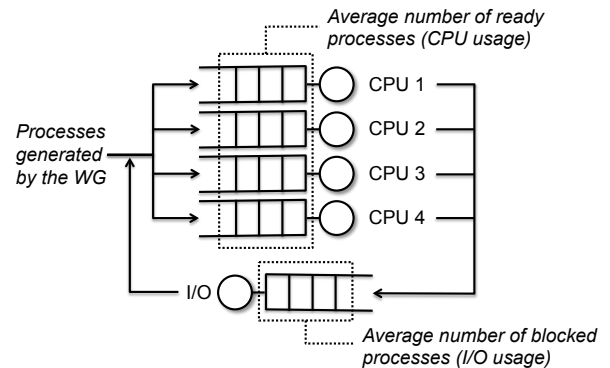 Average number of ready
processes (CPU usage)
CPU 1
Processes
generated
by the WG
CPU 2
CPU 3
CPU 4
I/O
Average number of blocked
processes (I/O usage)